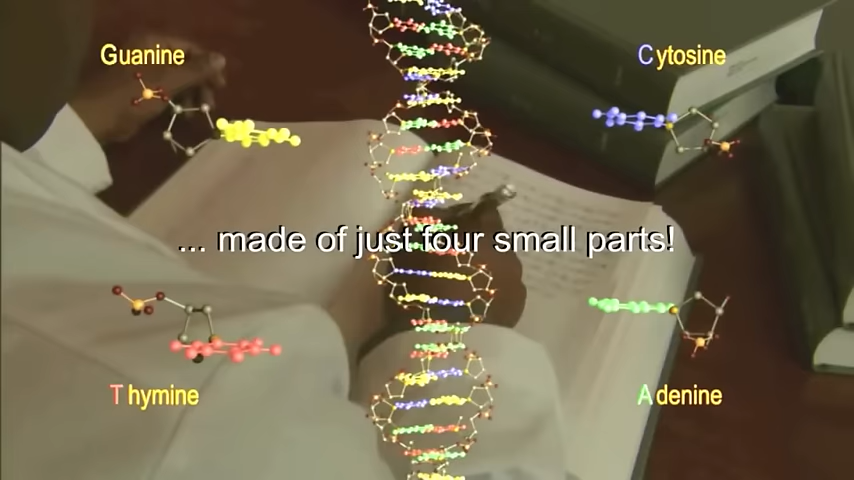 Guanine
Cytosine
... made of just four small parts!
Thymine
Adenine